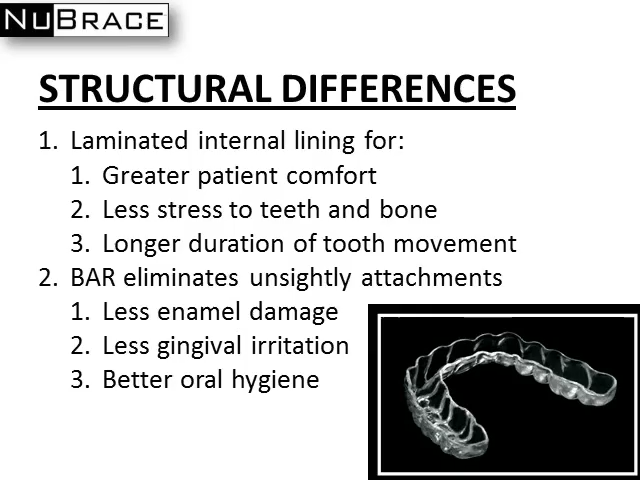 NUBRACE
STRUCTURAL DIFFERENCES
1. Laminated internal lining for:
1. Greater patient comfort
2. Less stress to teeth and bone
3. Longer duration of tooth movement
2. BAR eliminates unsightly attachments
1. Less enamel damage
2. Less gingival irritation
3. Better oral hygiene